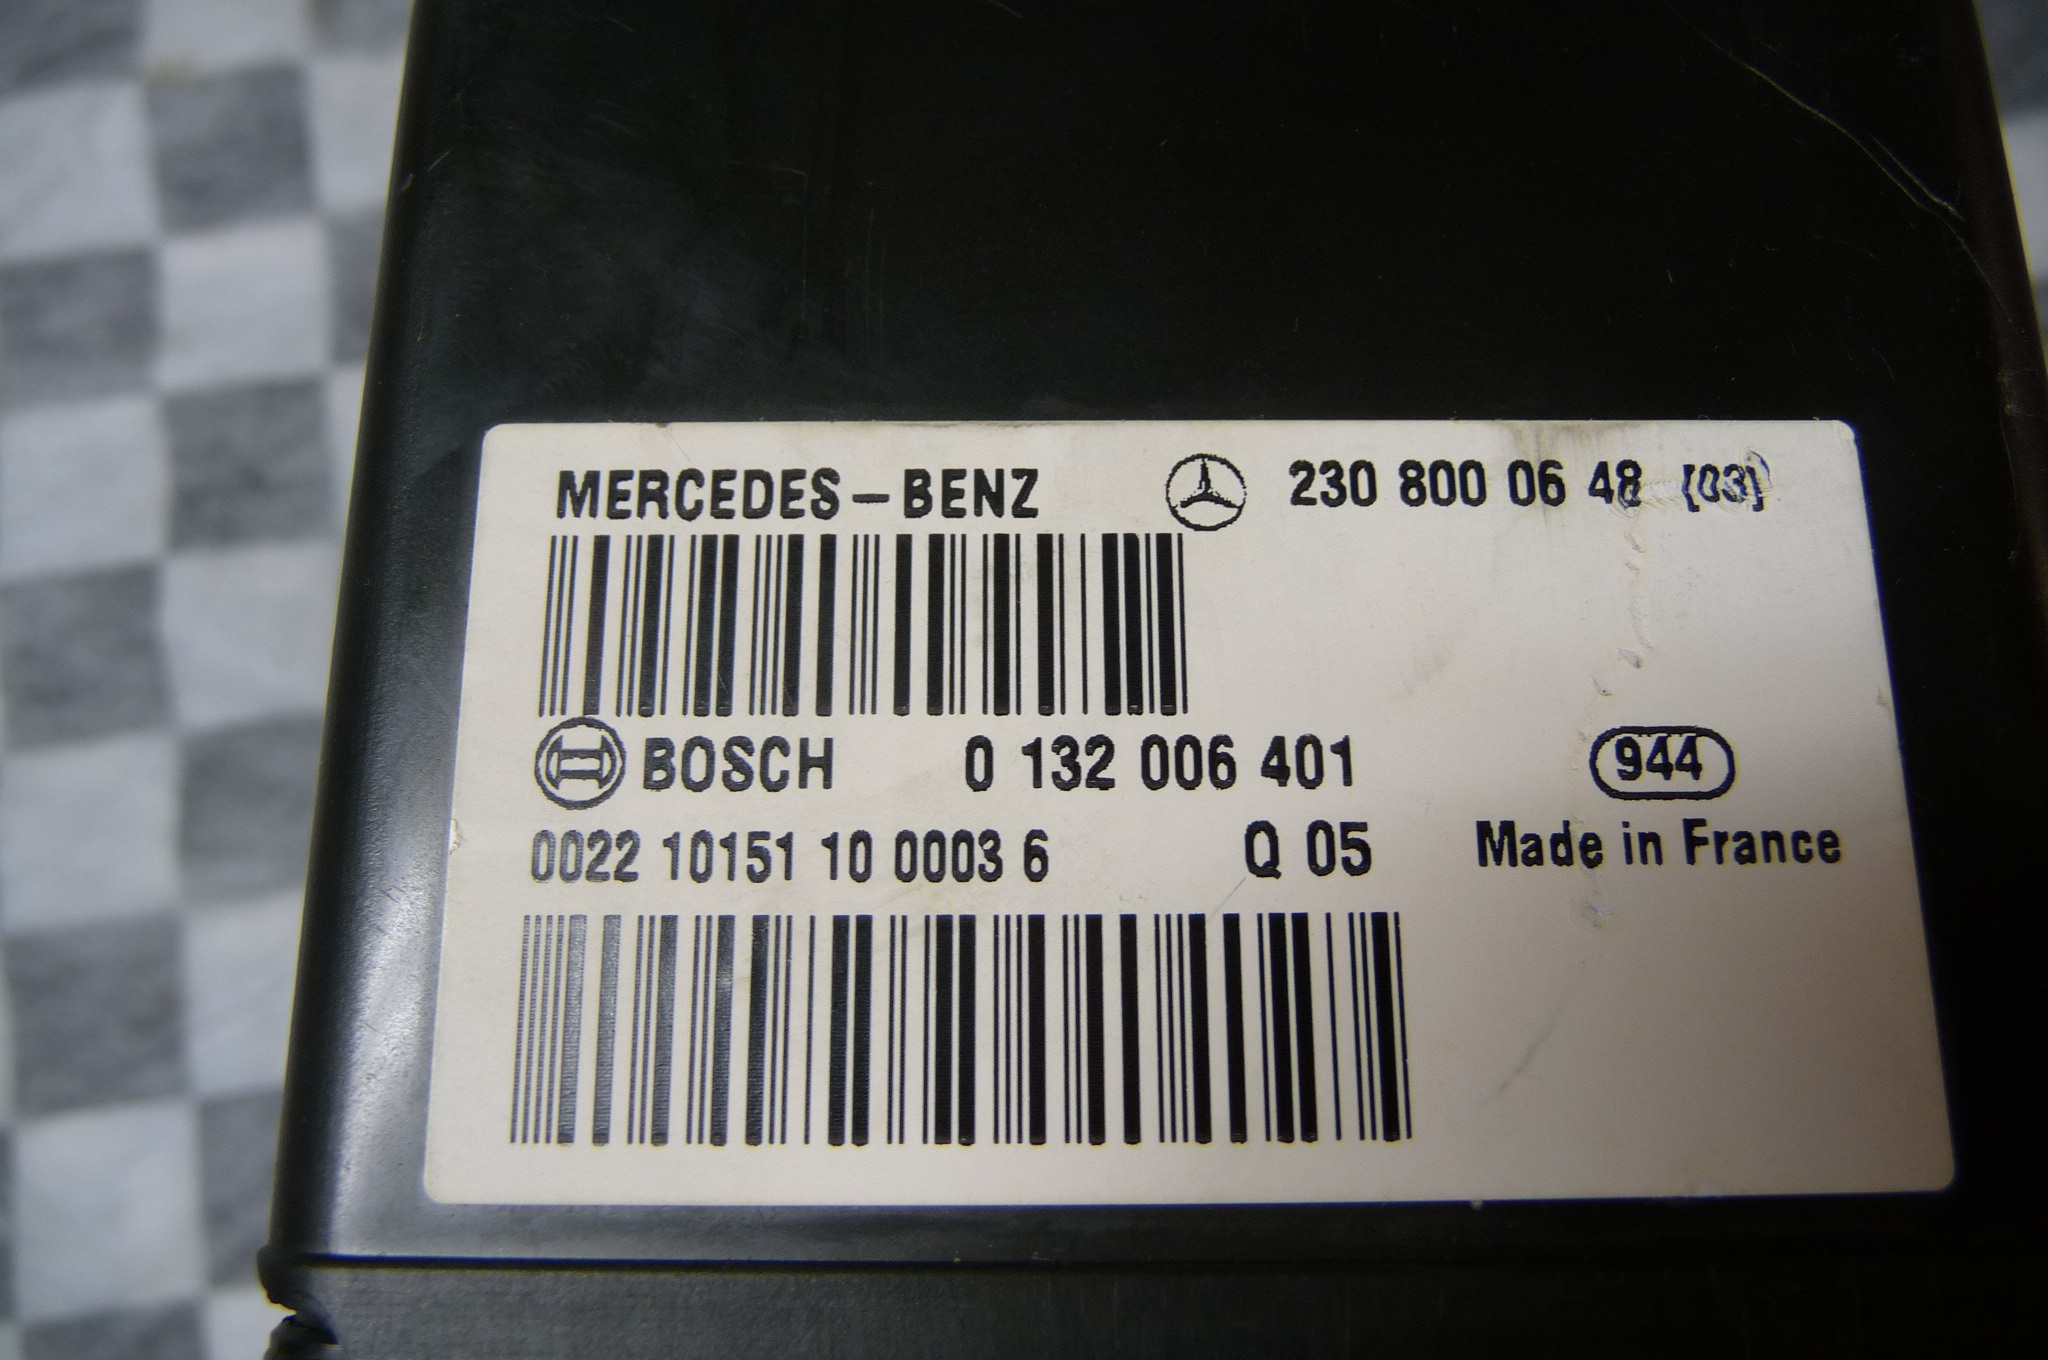 MERCEDES-BENZ 230 800 06 48 [03]
BOSCH 0 132 006 401 944
0022 10151 10 0003 6 Q 05 Made in France